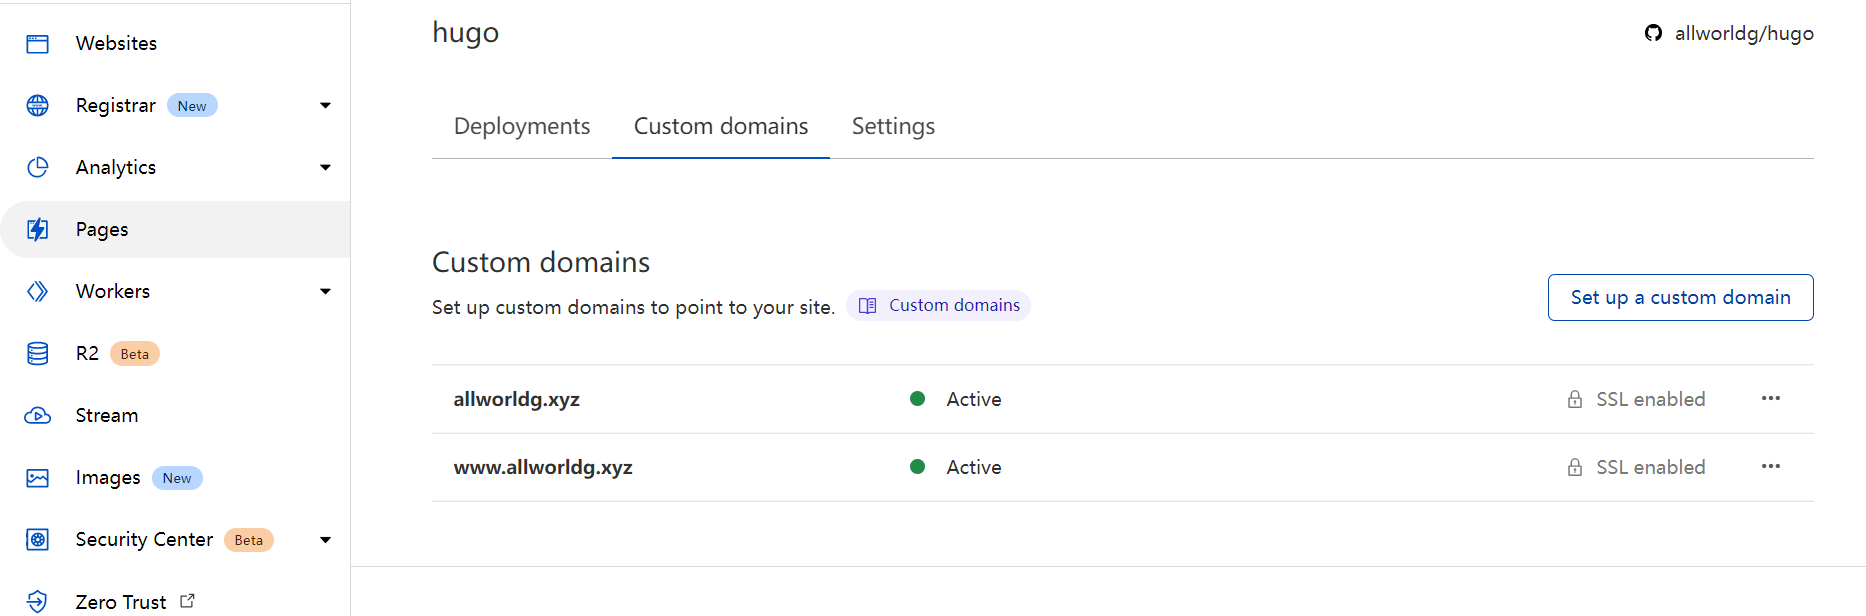 Websites
Registrar New
Analytics
Pages
Workers
R2 Beta
Stream
Images New
Security Center Beta
Zero Trust
hugo
allworldg/hugo
Deployments Custom domains Settings
Custom domains
Set up custom domains to point to your site. Custom domains
Set up a custom domain
allworldg.xyz Active SSL enabled
www.allworldg.xyz Active SSL enabled